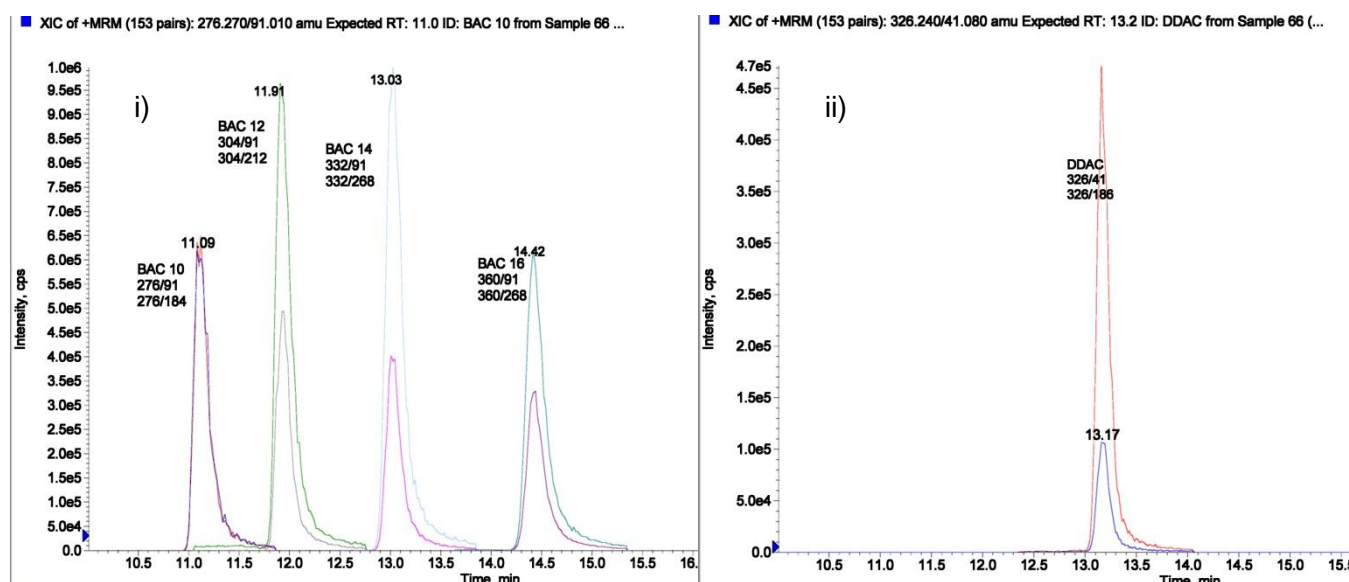 XIC of +MRM (153 pairs): 276.270/91.010 amu Expected RT: 11.0 ID: BAC 10 from Sample 66 ...
i)
1.0e6
9.5e5
9.0e5
8.5e5
8.0e5
7.5e5
7.0e5
6.5e5
6.0e5
5.5e5
5.0e5
4.5e5
4.0e5
3.5e5
3.0e5
2.5e5
2.0e5
1.5e5
1.0e5
5.0e4
0.0
Intensity, cps
11.09
BAC 10
276/91
276/184
11.91
BAC 12
304/91
304/212
13.03
BAC 14
332/91
332/268
14.42
BAC 16
360/91
360/268
10.5 11.0 11.5 12.0 12.5 13.0 13.5 14.0 14.5 15.0 15.5 16.
Time, min
XIC of +MRM (153 pairs): 326.240/41.080 amu Expected RT: 13.2 ID: DDAC from Sample 66 (...
ii)
4.7e5
4.5e5
4.0e5
3.5e5
3.0e5
2.5e5
2.0e5
1.5e5
1.0e5
5.0e4
0.0
Intensity, cps
DDAC
326/41
326/186
13.17
10.5 11.0 11.5 12.0 12.5 13.0 13.5 14.0 14.5 15.0 15.5
Time, min